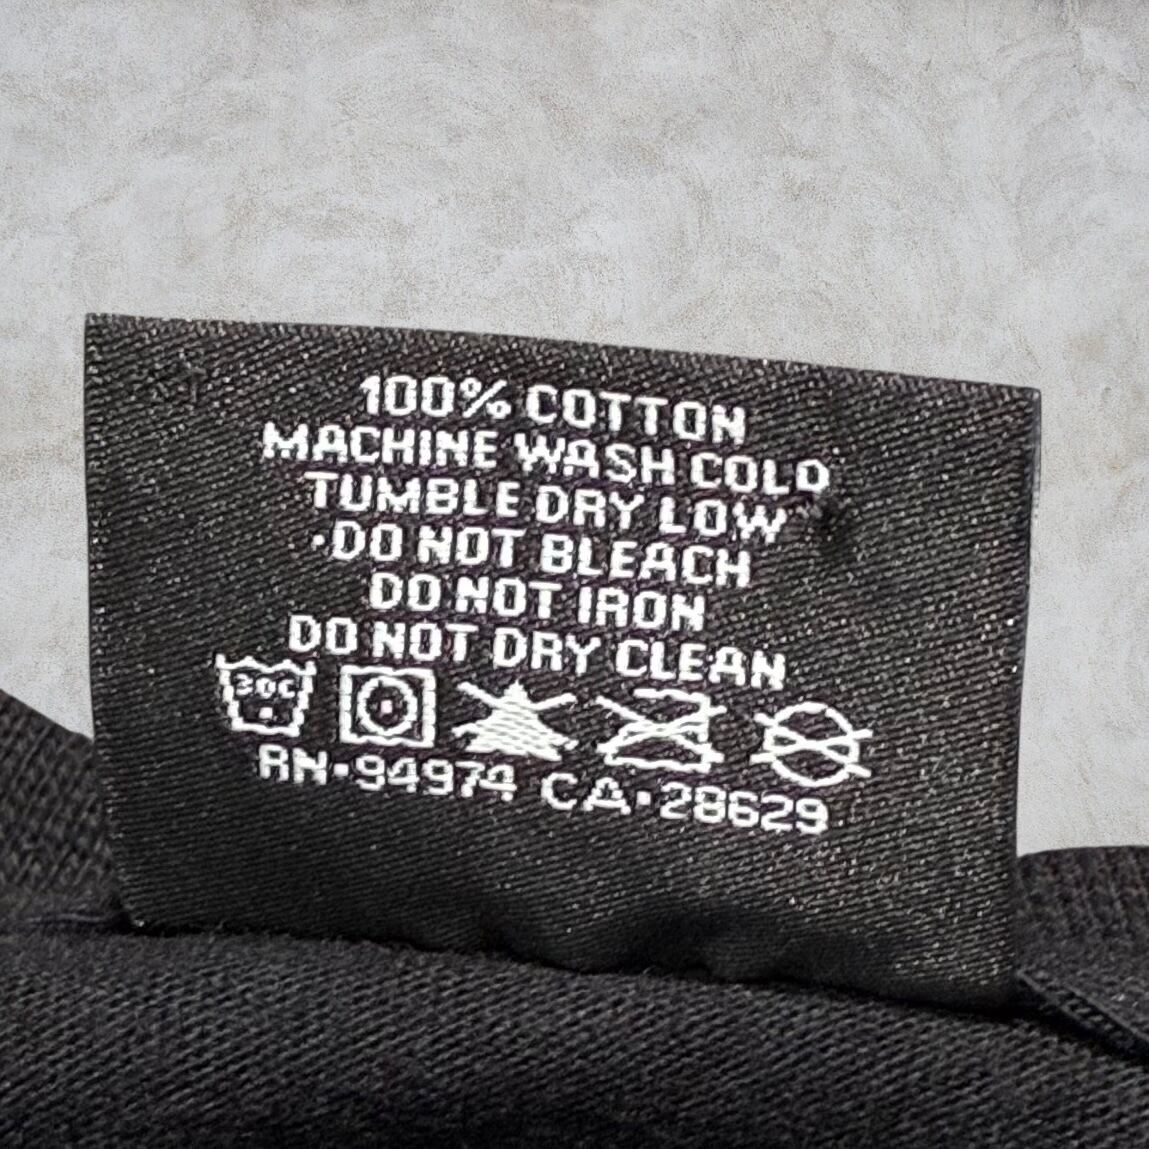 100% COTTON
MACHINE WASH COLD
TUMBLE DRY LOW
DO NOT BLEACH
DO NOT IRON
DO NOT DRY CLEAN
30C
RN·94974 CA·28629